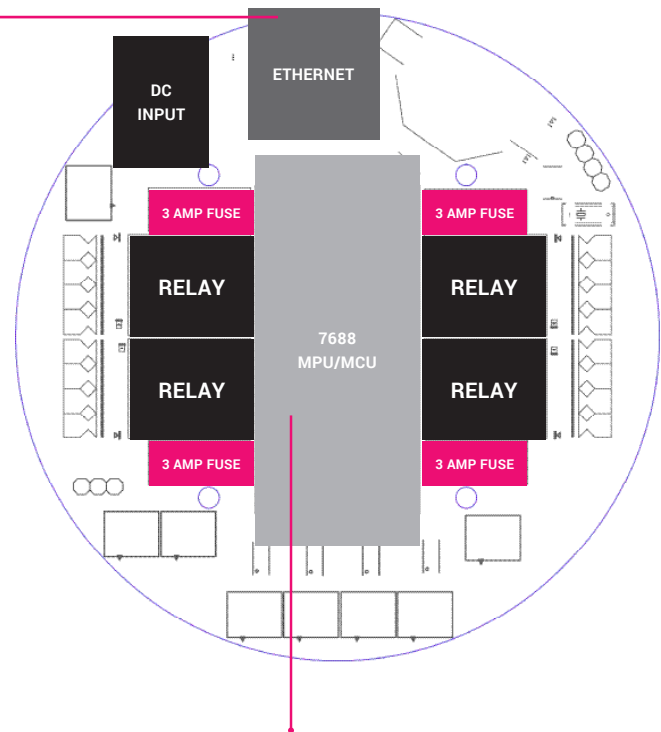 ETHERNET
DC
INPUT
3 AMP FUSE
3 AMP FUSE
RELAY
RELAY
7688
MPU/MCU
RELAY
RELAY
3 AMP FUSE
3 AMP FUSE